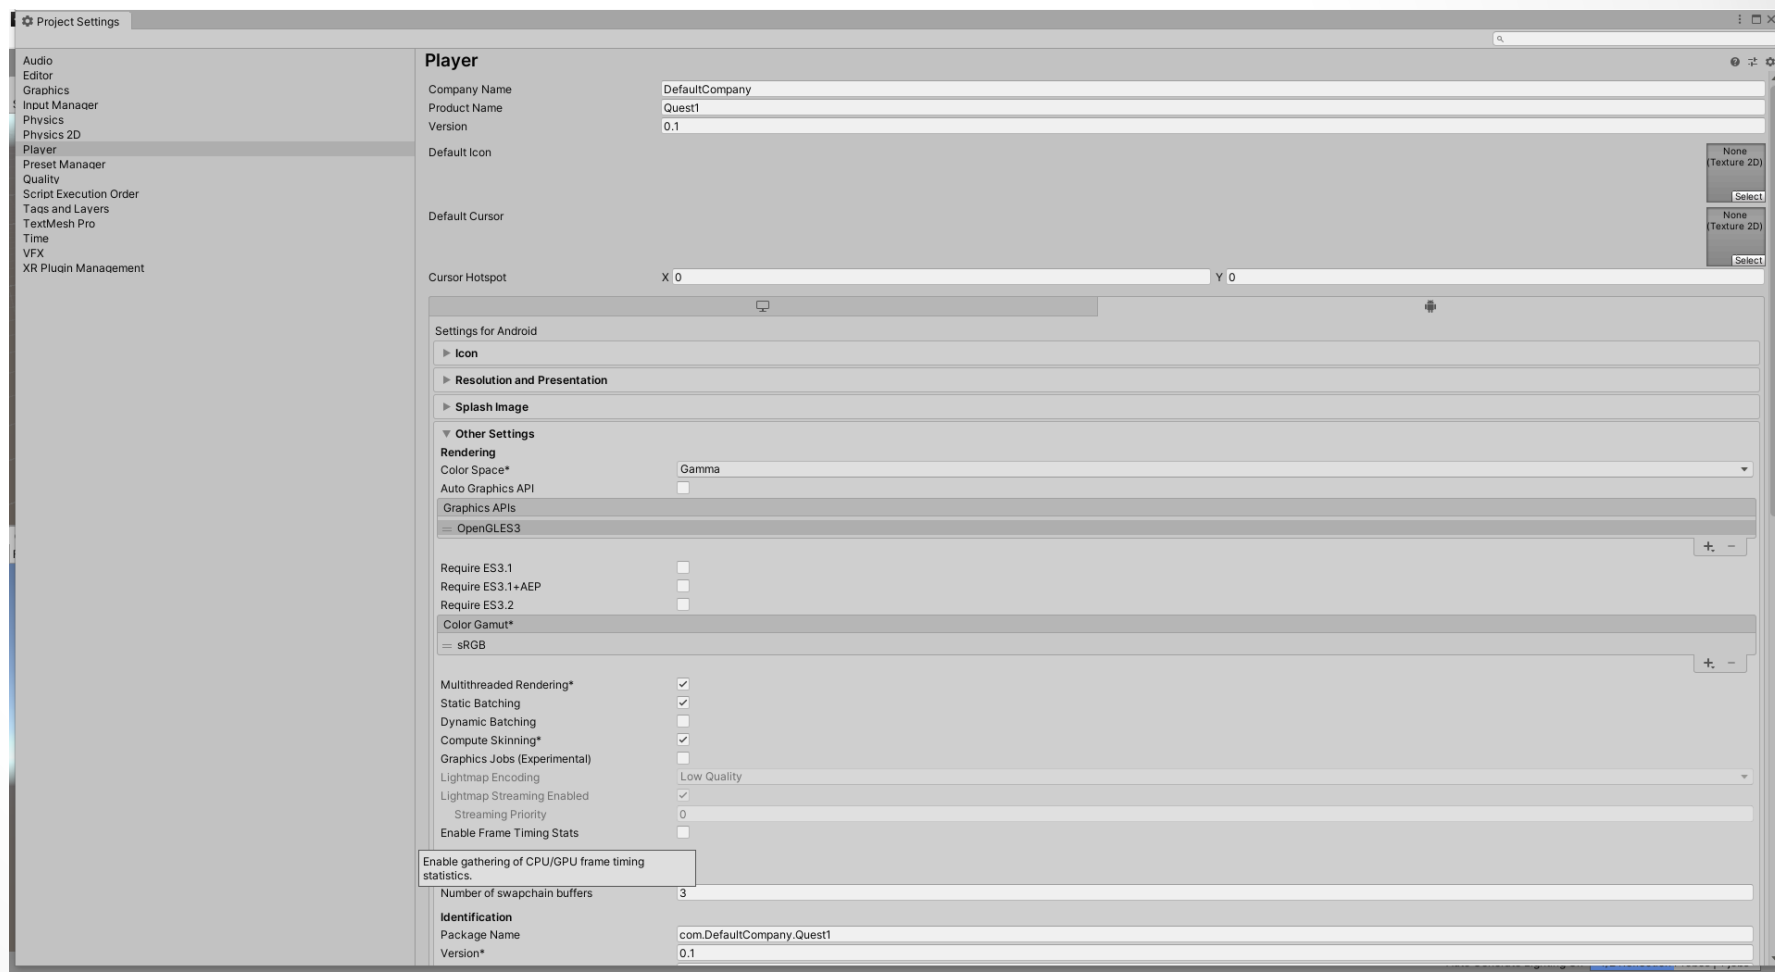 Project Settings
Audio
Editor
Graphics
Input Manager
Physics
Physics 2D
Player
Preset Manager
Quality
Script Execution Order
Tags and Layers
TextMesh Pro
Time
VFX
XR Plugin Management
Player
Company Name DefaultCompany
Product Name Quest1
Version 0.1
Default Icon
None
(Texture 2D)
Select
Default Cursor
None
(Texture 2D)
Select
Cursor Hotspot X 0 Y 0
Settings for Android
Icon
Resolution and Presentation
Splash Image
Other Settings
Rendering
Color Space* Gamma
Auto Graphics API
Graphics APIs
OpenGLES3
Require ES3.1
Require ES3.1+AEP
Require ES3.2
Color Gamut*
sRGB
Multithreaded Rendering*
Static Batching
Dynamic Batching
Compute Skinning*
Graphics Jobs (Experimental)
Lightmap Encoding Low Quality
Lightmap Streaming Enabled
Streaming Priority 0
Enable Frame Timing Stats
Enable gathering of CPU/GPU frame timing
statistics.
Number of swapchain buffers 3
Identification
Package Name com.DefaultCompany.Quest1
Version* 0.1